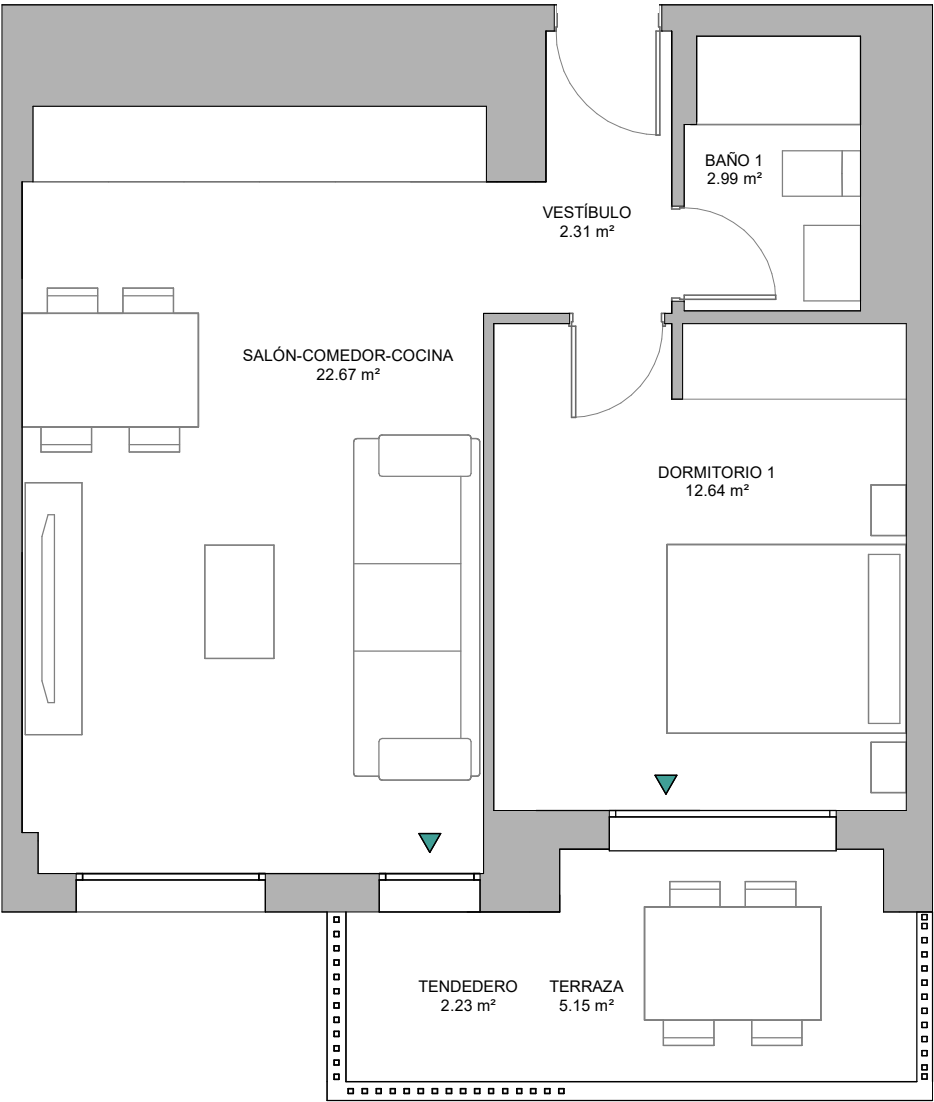 BAÑO 1
2.99 m²
VESTÍBULO
2.31 m²
SALÓN-COMEDOR-COCINA
22.67 m²
DORMITORIO 1
12.64 m²
TENDEDERO
2.23 m²
TERRAZA
5.15 m²